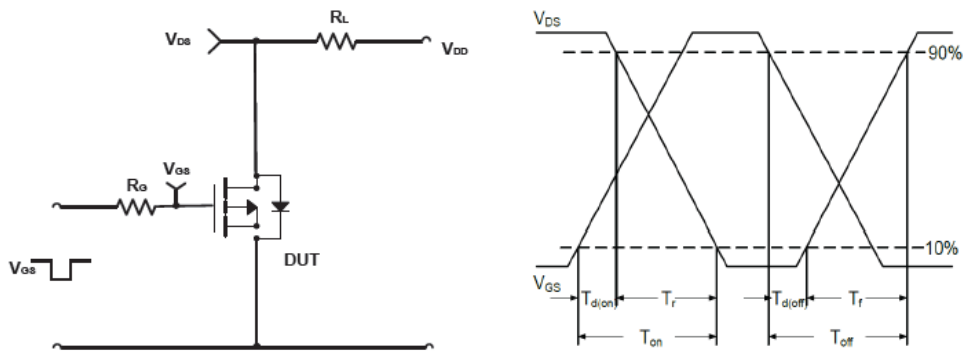 RL
VDS
VDD
VGS
RG
DUT
VGS
VDS
90%
10%
VGS
Td(on)
Tr
Td(off)
Tf
Ton
Toff